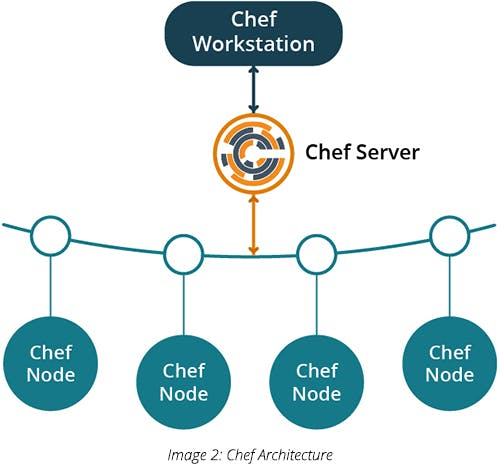 Chef
Workstation
Chef Server
Chef
Node
Chef
Node
Chef
Node
Chef
Node
Image 2: Chef Architecture